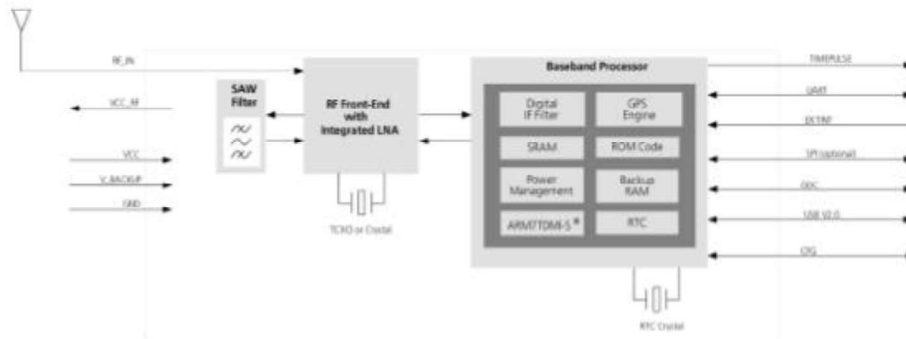 RF_IN
VCC_RF
VCC
V_BACKUP
GND
SAW
Filter
RF Front-End
with
Integrated LNA
TCXO or Crystal
Baseband Processor
Digital
IF Filter
GPS
Engine
SRAM
ROM Code
Power
Management
Backup
RAM
ARM7TDMI-S®
RTC
RTC Crystal
TIMEPULSE
UART
EXTINT
SPI (optional)
DDC
USB V2.0
CFG